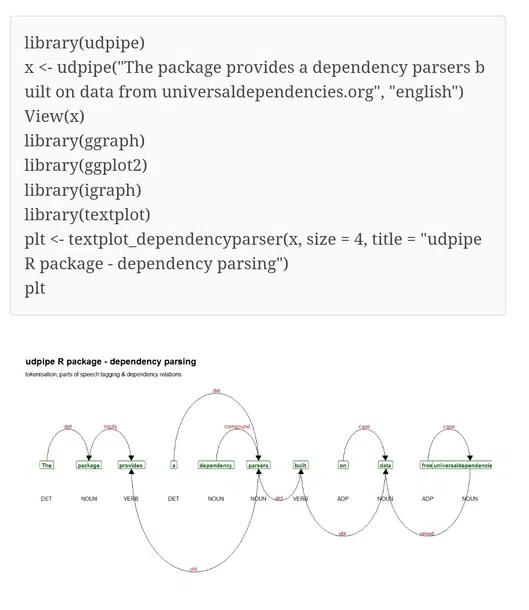 library(udpipe)
x <- udpipe("The package provides a dependency parsers b
uilt on data from universaldependencies.org", "english")
View(x)
library(ggraph)
library(ggplot2)
library(igraph)
library(textplot)
plt <- textplot_dependencyparser(x, size = 4, title = "udpipe
R package - dependency parsing")
plt
udpipe R package - dependency parsing
tokenisation, parts of speech tagging & dependency relations
det
det nsubj compound case case
The package provides a dependency parsers built on data from universaldependencies
DET NOUN VERB DET NOUN NOUN acl VERB ADP NOUN ADP NOUN
obl nmod
obj